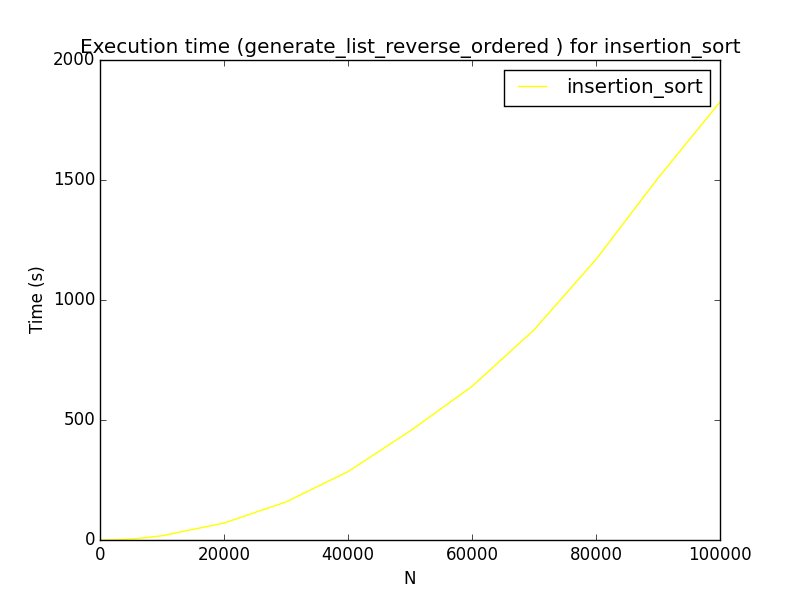 Execution time (generate_list_reverse_ordered ) for insertion_sort
2000
insertion_sort
1500
1000
Time (s)
500
0
0 20000 40000 60000 80000 100000
N